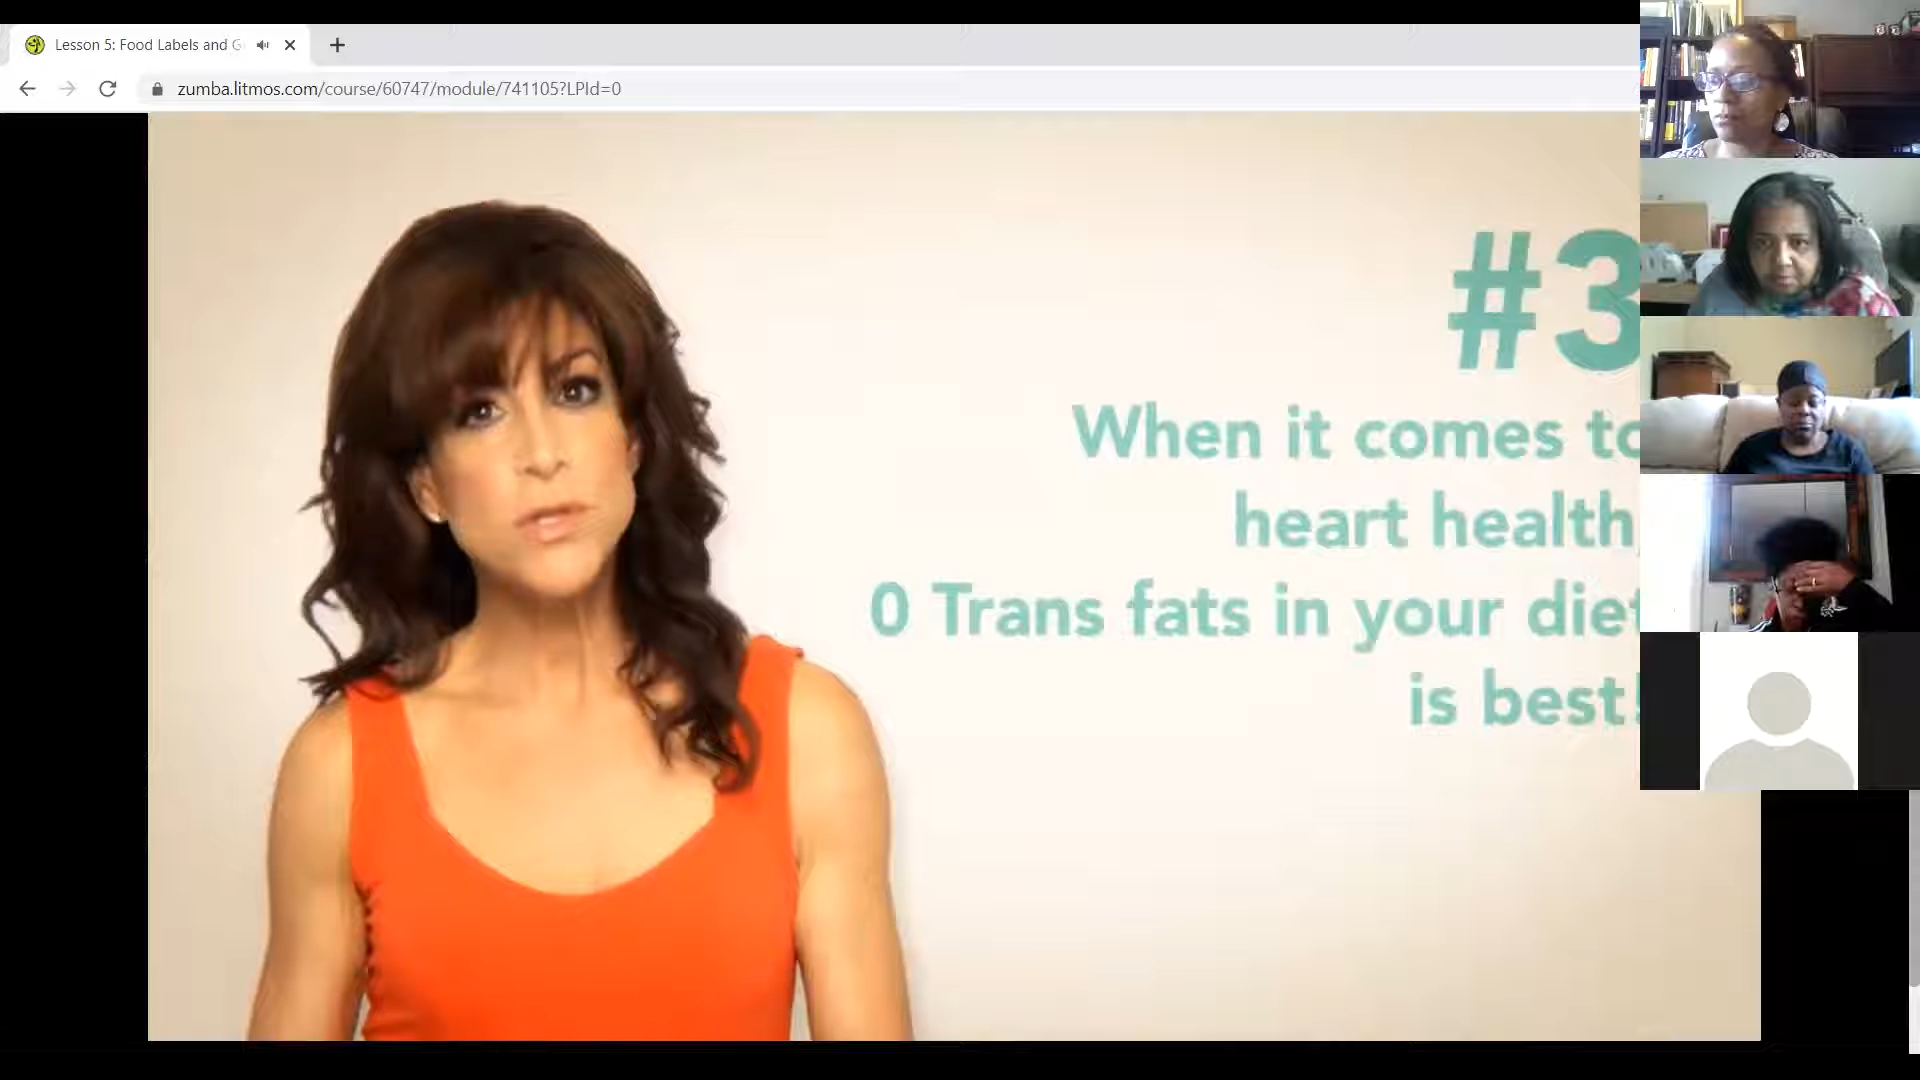 Lesson 5: Food Labels and G
zumba.litmos.com/course/60747/module/741105?LPId=0
#3
When it comes to
heart health,
0 Trans fats in your diet
is best!